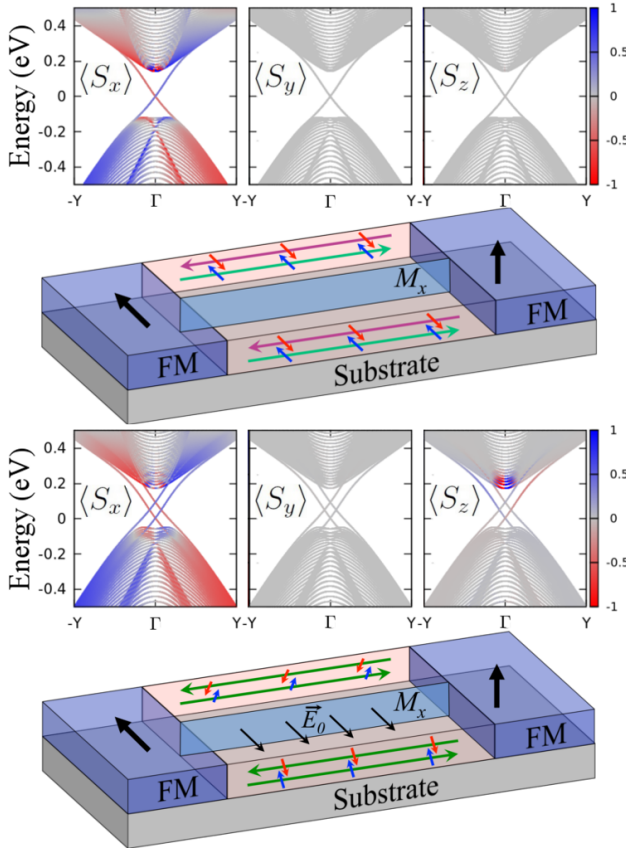 Energy (eV)
0.4
0.2
0
-0.2
-0.4
⟨Sx⟩
⟨Sy⟩
⟨Sz⟩
1
0.5
0
-0.5
-1
-Y Γ Y-Y Γ Y-Y Γ Y
Mx
FM
FM
Substrate
Energy (eV)
0.4
0.2
0
-0.2
-0.4
⟨Sx⟩
⟨Sy⟩
⟨Sz⟩
1
0.5
0
-0.5
-1
-Y Γ Y-Y Γ Y-Y Γ Y
E⃗0
Mx
FM
FM
Substrate